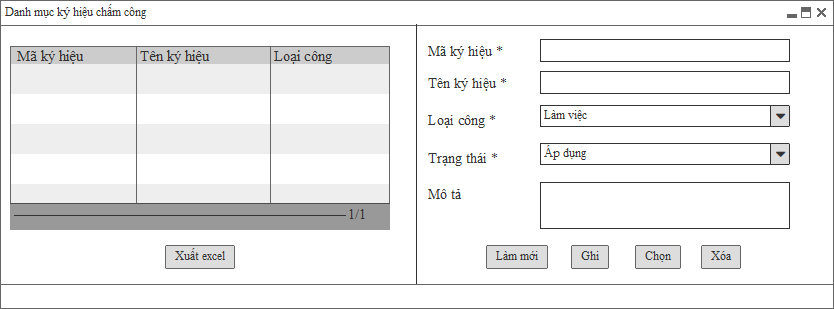 Danh mục ký hiệu chấm công
Mã ký hiệu Tên ký hiệu Loại công
1/1
Xuất excel
Mã ký hiệu *
Tên ký hiệu *
Loại công * Làm việc
Trạng thái * Áp dụng
Mô tả
Làm mới Ghi Chọn Xóa